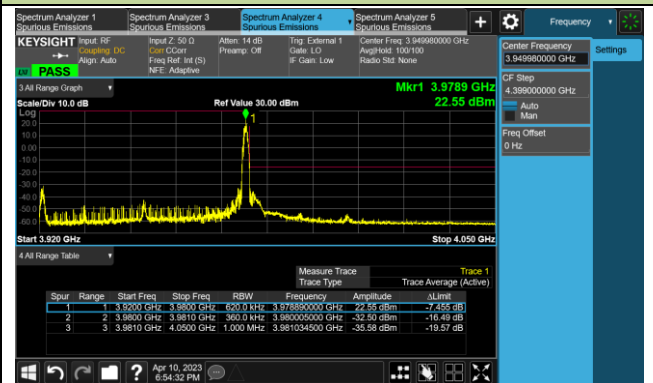 Spectrum Analyzer 1
Spurious Emissions
Spectrum Analyzer 3
Spurious Emissions
Spectrum Analyzer 4
Spurious Emissions
Spectrum Analyzer 5
Spurious Emissions
Frequency
KEYSIGHT
Input: RF
Coupling: DC
Align: Auto
Input Z: 50 Ω
Corr CCorr
Freq Ref: Int (S)
NFE: Adaptive
Atten: 14 dB
Preamp: Off
Trig: External 1
Gate: LO
IF Gain: Low
Center Freq: 3.949980000 GHz
Avg|Hold: 100/100
Radio Std: None
PASS
Center Frequency
3.949980000 GHz
Settings
CF Step
4.399000000 GHz
Auto
Man
Freq Offset
0 Hz
3 All Range Graph
Mkr1 3.9789 GHz
22.55 dBm
Scale/Div 10.0 dB
Ref Value 30.00 dBm
Log
20.0
10.0
0.00
-10.0
-20.0
-30.0
-40.0
-50.0
-60.0
1
Start 3.920 GHz
Stop 4.050 GHz
4 All Range Table
Measure Trace Trace 1
Trace Type Trace Average (Active)
Spur Range Start Freq Stop Freq RBW Frequency Amplitude ΔLimit
1 1 3.9200 GHz 3.9800 GHz 620.0 kHz 3.978890000 GHz 22.55 dBm -7.455 dB
2 2 3.9800 GHz 3.9810 GHz 360.0 kHz 3.980005000 GHz -32.50 dBm -16.49 dB
3 3 3.9810 GHz 4.0500 GHz 1.000 MHz 3.981034500 GHz -35.58 dBm -19.57 dB
Apr 10, 2023
6:54:32 PM